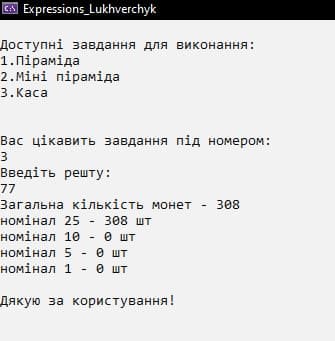 Expressions_Lukhverchyk
Доступні завдання для виконання:
1.Піраміда
2.Міні піраміда
3.Каса
Вас цікавить завдання під номером:
3
Введіть решту:
77
Загальна кількість монет - 308
номінал 25 - 308 шт
номінал 10 - 0 шт
номінал 5 - 0 шт
номінал 1 - 0 шт
Дякую за користування!